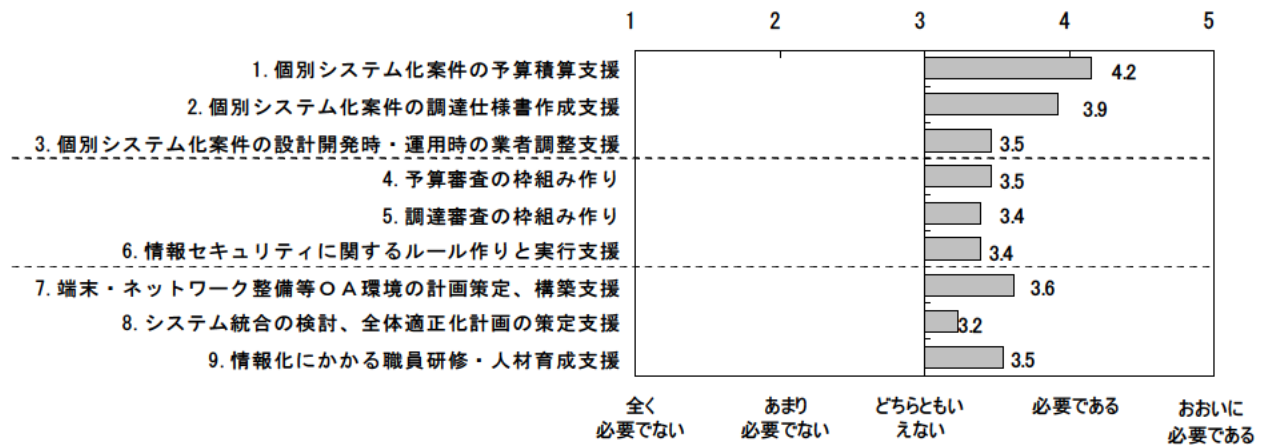 1 2 3 4 5
1.個別システム化案件の予算積算支援 4.2
2.個別システム化案件の調達仕様書作成支援 3.9
3.個別システム化案件の設計開発時・運用時の業者調整支援 3.5
4.予算審査の枠組み作り 3.5
5.調達審査の枠組み作り 3.4
6.情報セキュリティに関するルール作りと実行支援 3.4
7.端末・ネットワーク整備等OA環境の計画策定、構築支援 3.6
8.システム統合の検討、全体適正化計画の策定支援 3.2
9.情報化にかかる職員研修・人材育成支援 3.5
全く
必要でない
あまり
必要でない
どちらともい
えない
必要である
おおいに
必要である